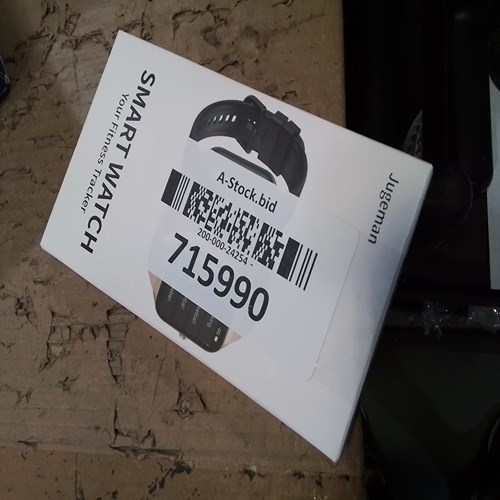 Jugeman
A-Stock.bid
200-000-24254
715990
SMART WATCH
Your Fitness Tracker